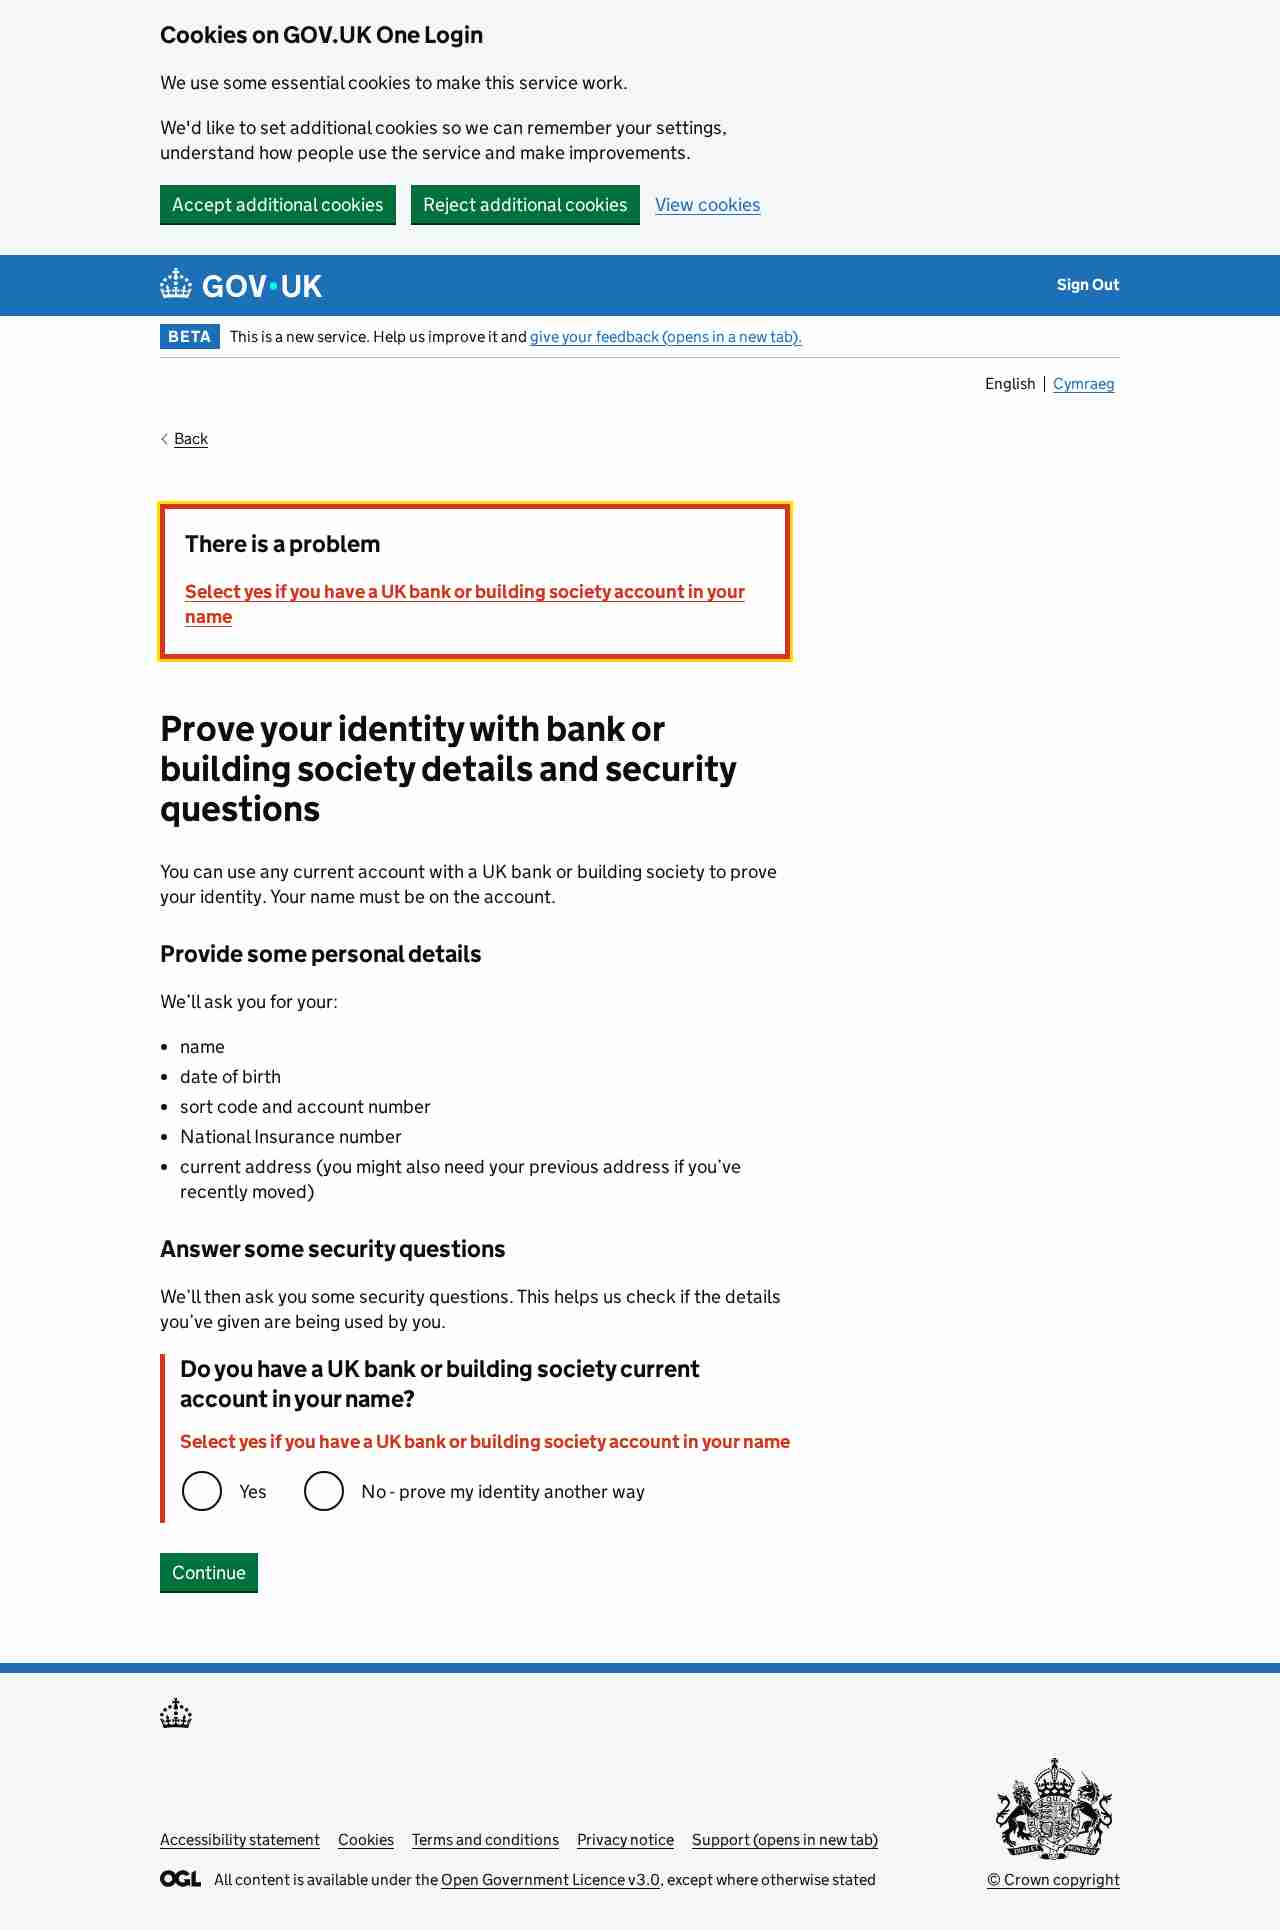 Cookies on GOV.UK One Login
We use some essential cookies to make this service work.
We'd like to set additional cookies so we can remember your settings,
understand how people use the service and make improvements.
Accept additional cookies
Reject additional cookies
View cookies
GOV·UK
Sign Out
BETA
This is a new service. Help us improve it and give your feedback (opens in a new tab).
English
Cymraeg
Back
There is a problem
Select yes if you have a UK bank or building society account in your
name
Prove your identity with bank or
building society details and security
questions
You can use any current account with a UK bank or building society to prove
your identity. Your name must be on the account.
Provide some personal details
We’ll ask you for your:
• name
• date of birth
• sort code and account number
• National Insurance number
• current address (you might also need your previous address if you’ve
recently moved)
Answer some security questions
We’ll then ask you some security questions. This helps us check if the details
you’ve given are being used by you.
Do you have a UK bank or building society current
account in your name?
Select yes if you have a UK bank or building society account in your name
Yes
No - prove my identity another way
Continue
Accessibility statement
Cookies
Terms and conditions
Privacy notice
Support (opens in new tab)
OGL
All content is available under the Open Government Licence v3.0, except where otherwise stated
© Crown copyright